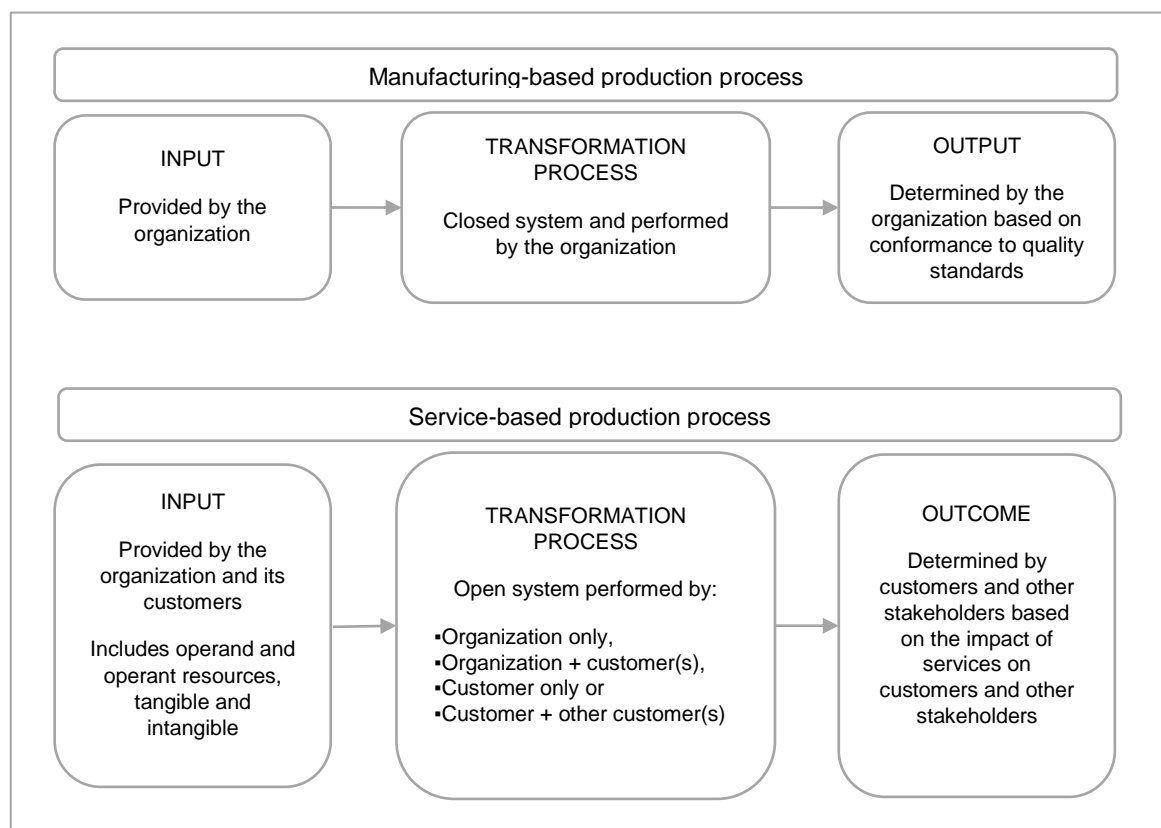 Manufacturing-based production process
INPUT
Provided by the
organization
TRANSFORMATION
PROCESS
Closed system and performed
by the organization
OUTPUT
Determined by the
organization based on
conformance to quality
standards
Service-based production process
INPUT
Provided by the
organization and its
customers
Includes operand and
operant resources,
tangible and
intangible
TRANSFORMATION
PROCESS
Open system performed by:
▪Organization only,
▪Organization + customer(s),
▪Customer only or
▪Customer + other customer(s)
OUTCOME
Determined by
customers and other
stakeholders based
on the impact of
services on
customers and other
stakeholders